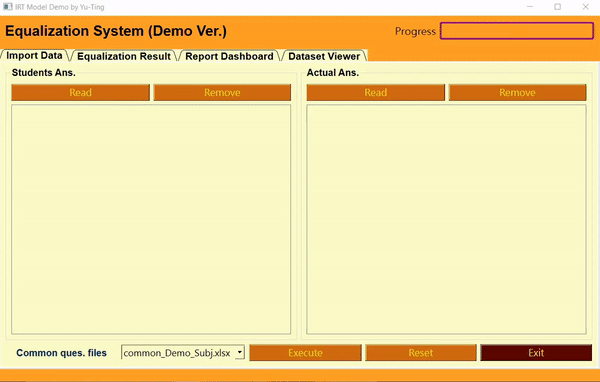 IRT Model Demo by Yu-Ting
Equalization System (Demo Ver.)
Progress
Import Data Equalization Result Report Dashboard Dataset Viewer
Students Ans. Actual Ans.
Read Remove Read Remove
Common ques. files common_Demo_Subj.xlsx Execute Reset Exit